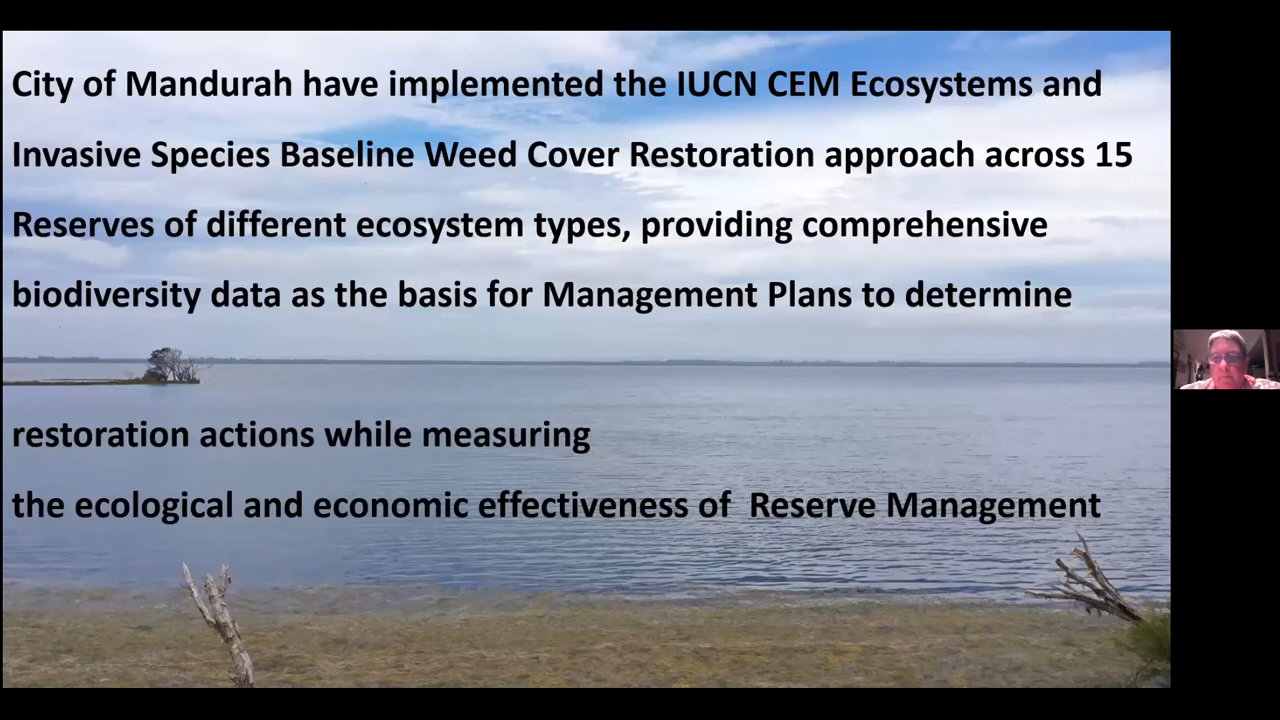 City of Mandurah have implemented the IUCN CEM Ecosystems and
Invasive Species Baseline Weed Cover Restoration approach across 15
Reserves of different ecosystem types, providing comprehensive
biodiversity data as the basis for Management Plans to determine
restoration actions while measuring
the ecological and economic effectiveness of  Reserve Management